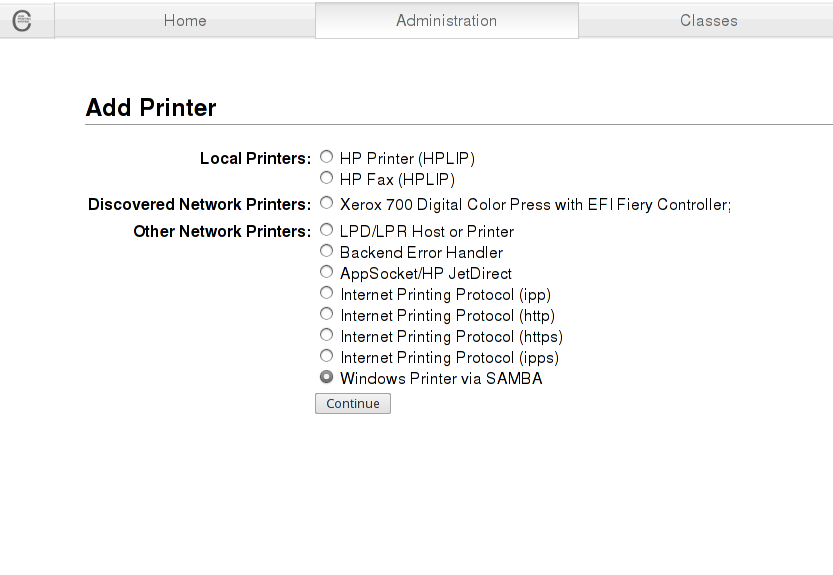 Home Administration Classes
Add Printer
Local Printers: HP Printer (HPLIP)
HP Fax (HPLIP)
Discovered Network Printers: Xerox 700 Digital Color Press with EFI Fiery Controller;
Other Network Printers: LPD/LPR Host or Printer
Backend Error Handler
AppSocket/HP JetDirect
Internet Printing Protocol (ipp)
Internet Printing Protocol (http)
Internet Printing Protocol (https)
Internet Printing Protocol (ipps)
Windows Printer via SAMBA
Continue